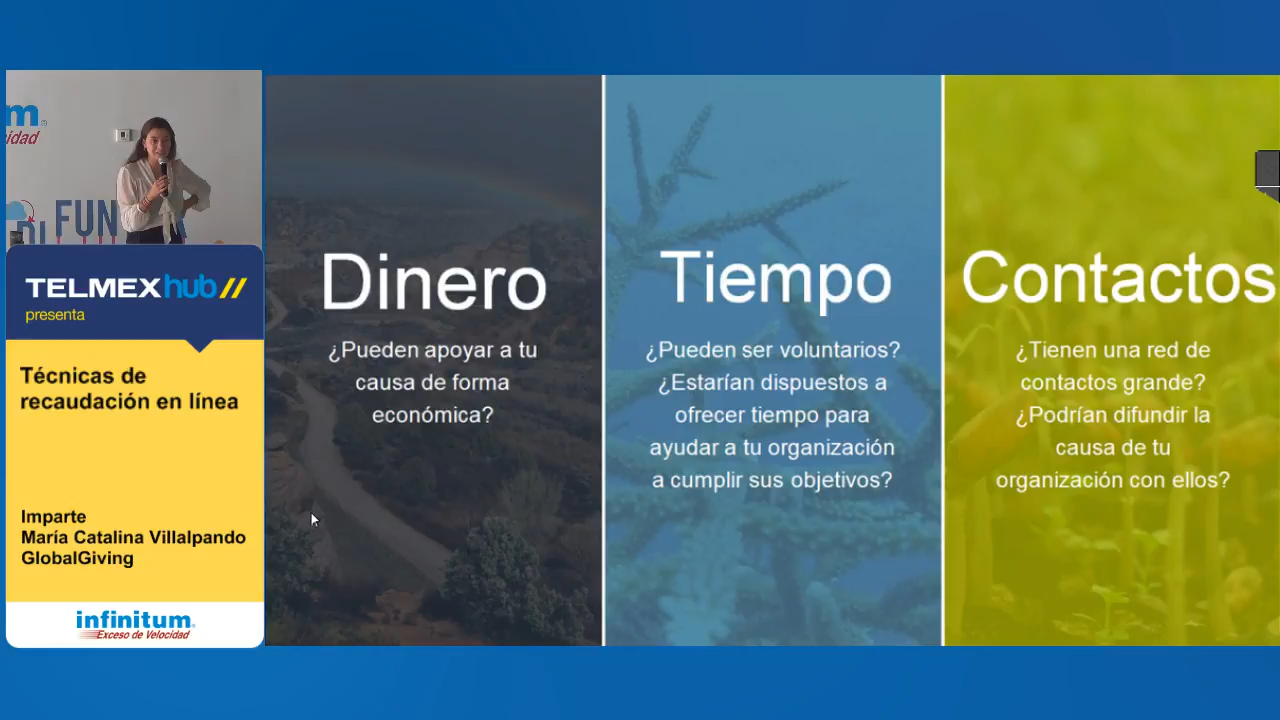 FUN
TELMEXhub//
presenta
Técnicas de
recaudación en línea
Imparte
María Catalina Villalpando
GlobalGiving
infinitum
Exceso de Velocidad
Dinero
¿Pueden apoyar a tu
causa de forma
económica?
Tiempo
¿Pueden ser voluntarios?
¿Estarían dispuestos a
ofrecer tiempo para
ayudar a tu organización
a cumplir sus objetivos?
Contactos
¿Tienen una red de
contactos grande?
¿Podrían difundir la
causa de tu
organización con ellos?